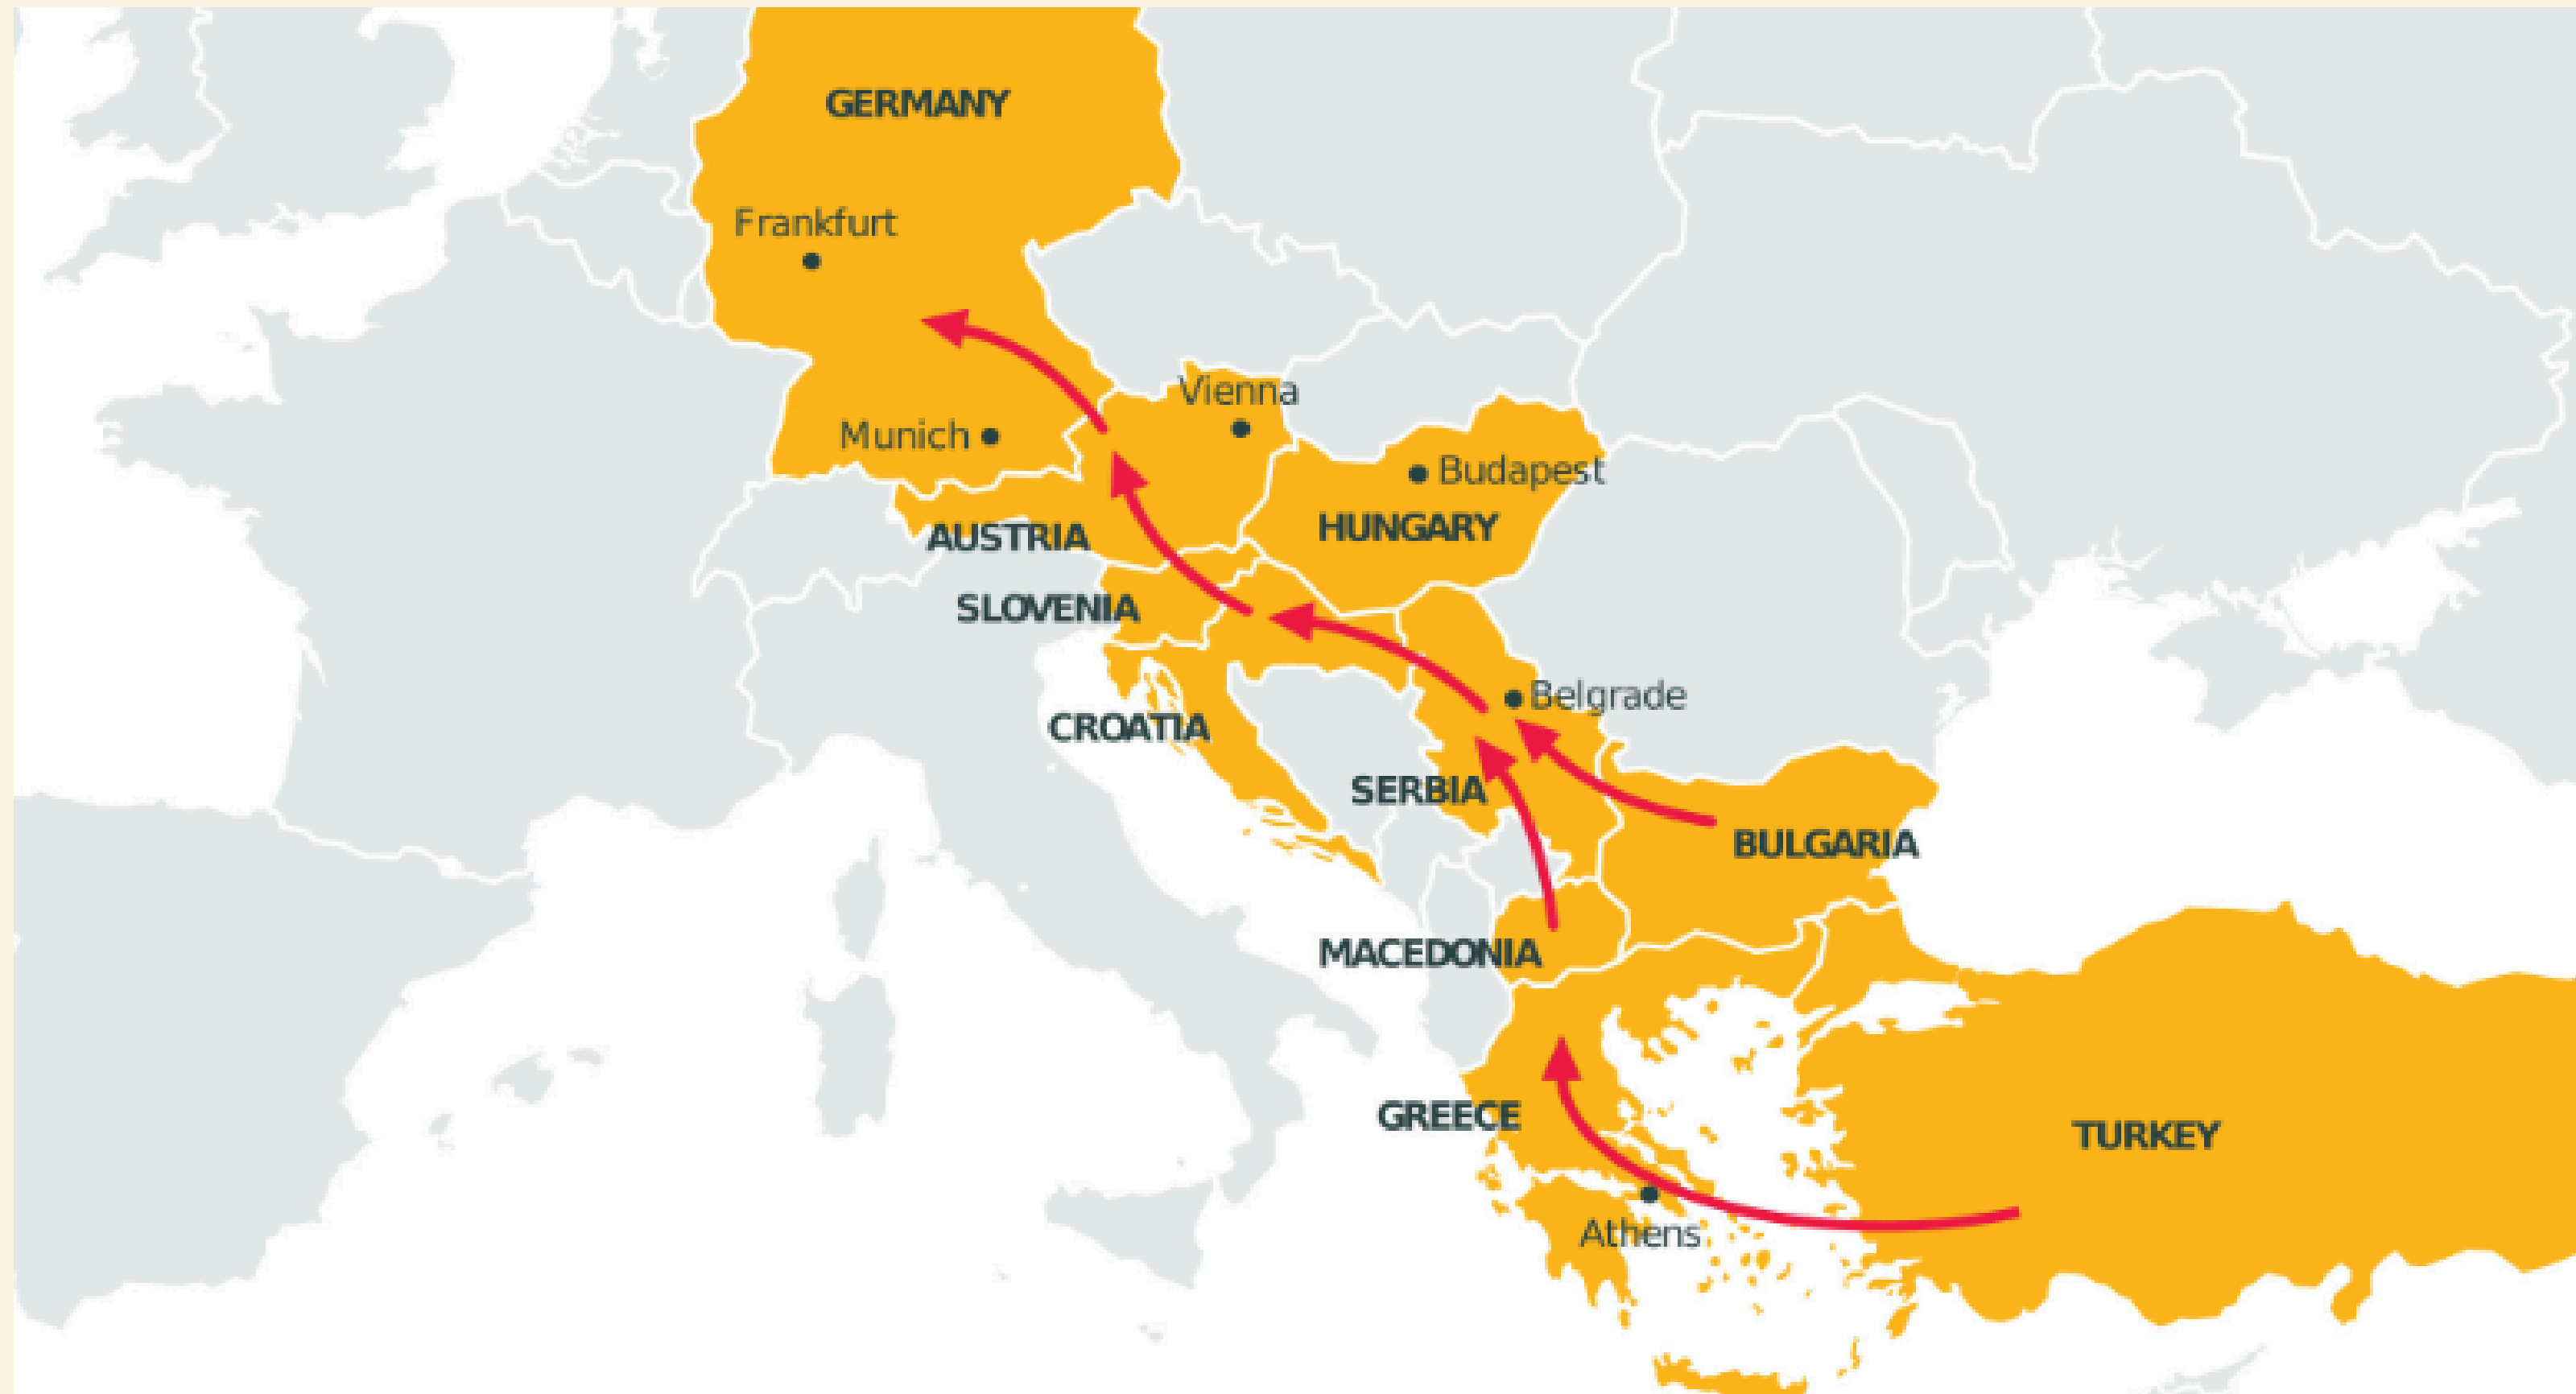 GERMANY
Frankfurt
Vienna
Munich
Budapest
HUNGARY
AUSTRIA
SLOVENIA
Belgrade
CROATIA
SERBIA
BULGARIA
MACEDONIA
GREECE
TURKEY
Athens